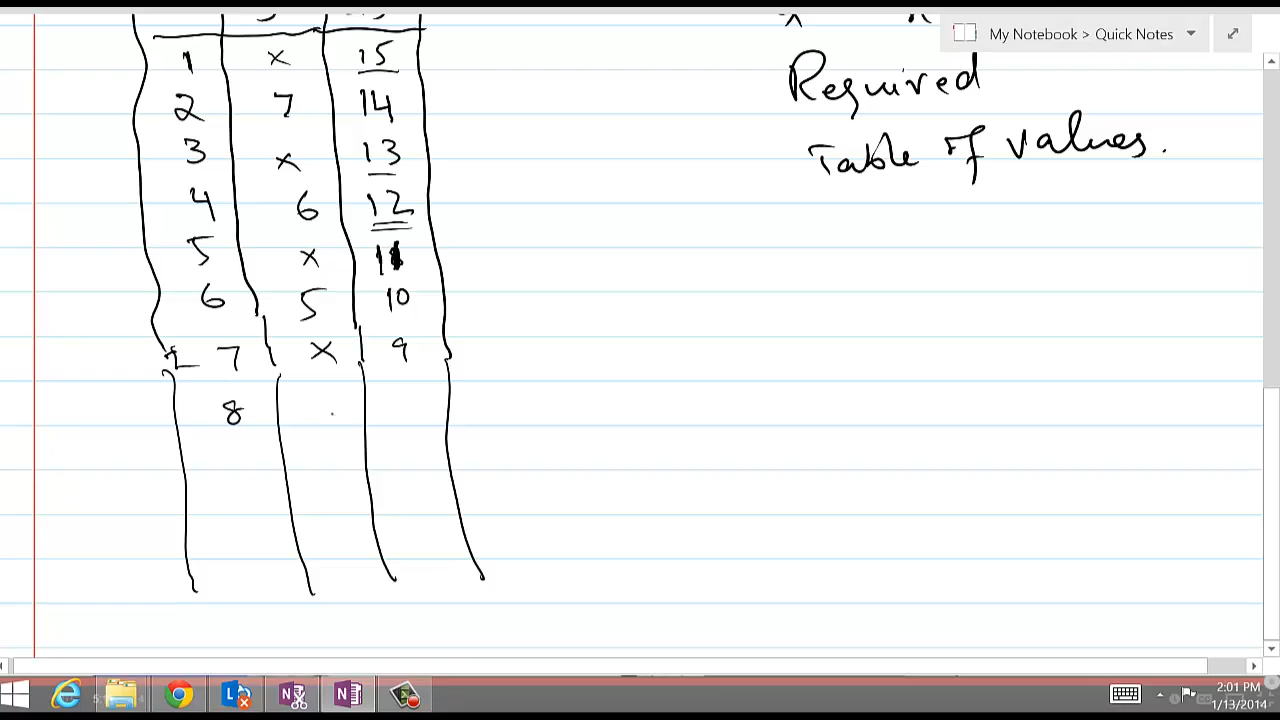 My Notebook > Quick Notes
1 x 15
2 7 14
3 x 13
4 6 12
5 x 11
6 5 10
7 x 9
8
Required
Table of values.
2:01 PM
1/13/2014